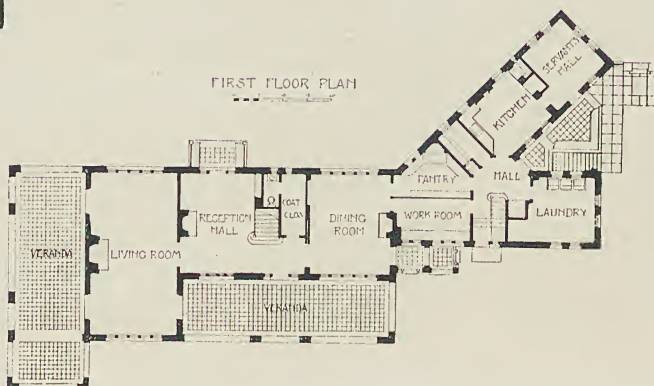 FIRST FLOOR PLAN
SERVANTS
HALL
KITCHEN
PANTRY
HALL
COAT
CLOS.
RECEPTION
HALL
DINING
ROOM
WORK ROOM
LAUNDRY
VERANDA
LIVING ROOM
VERANDA